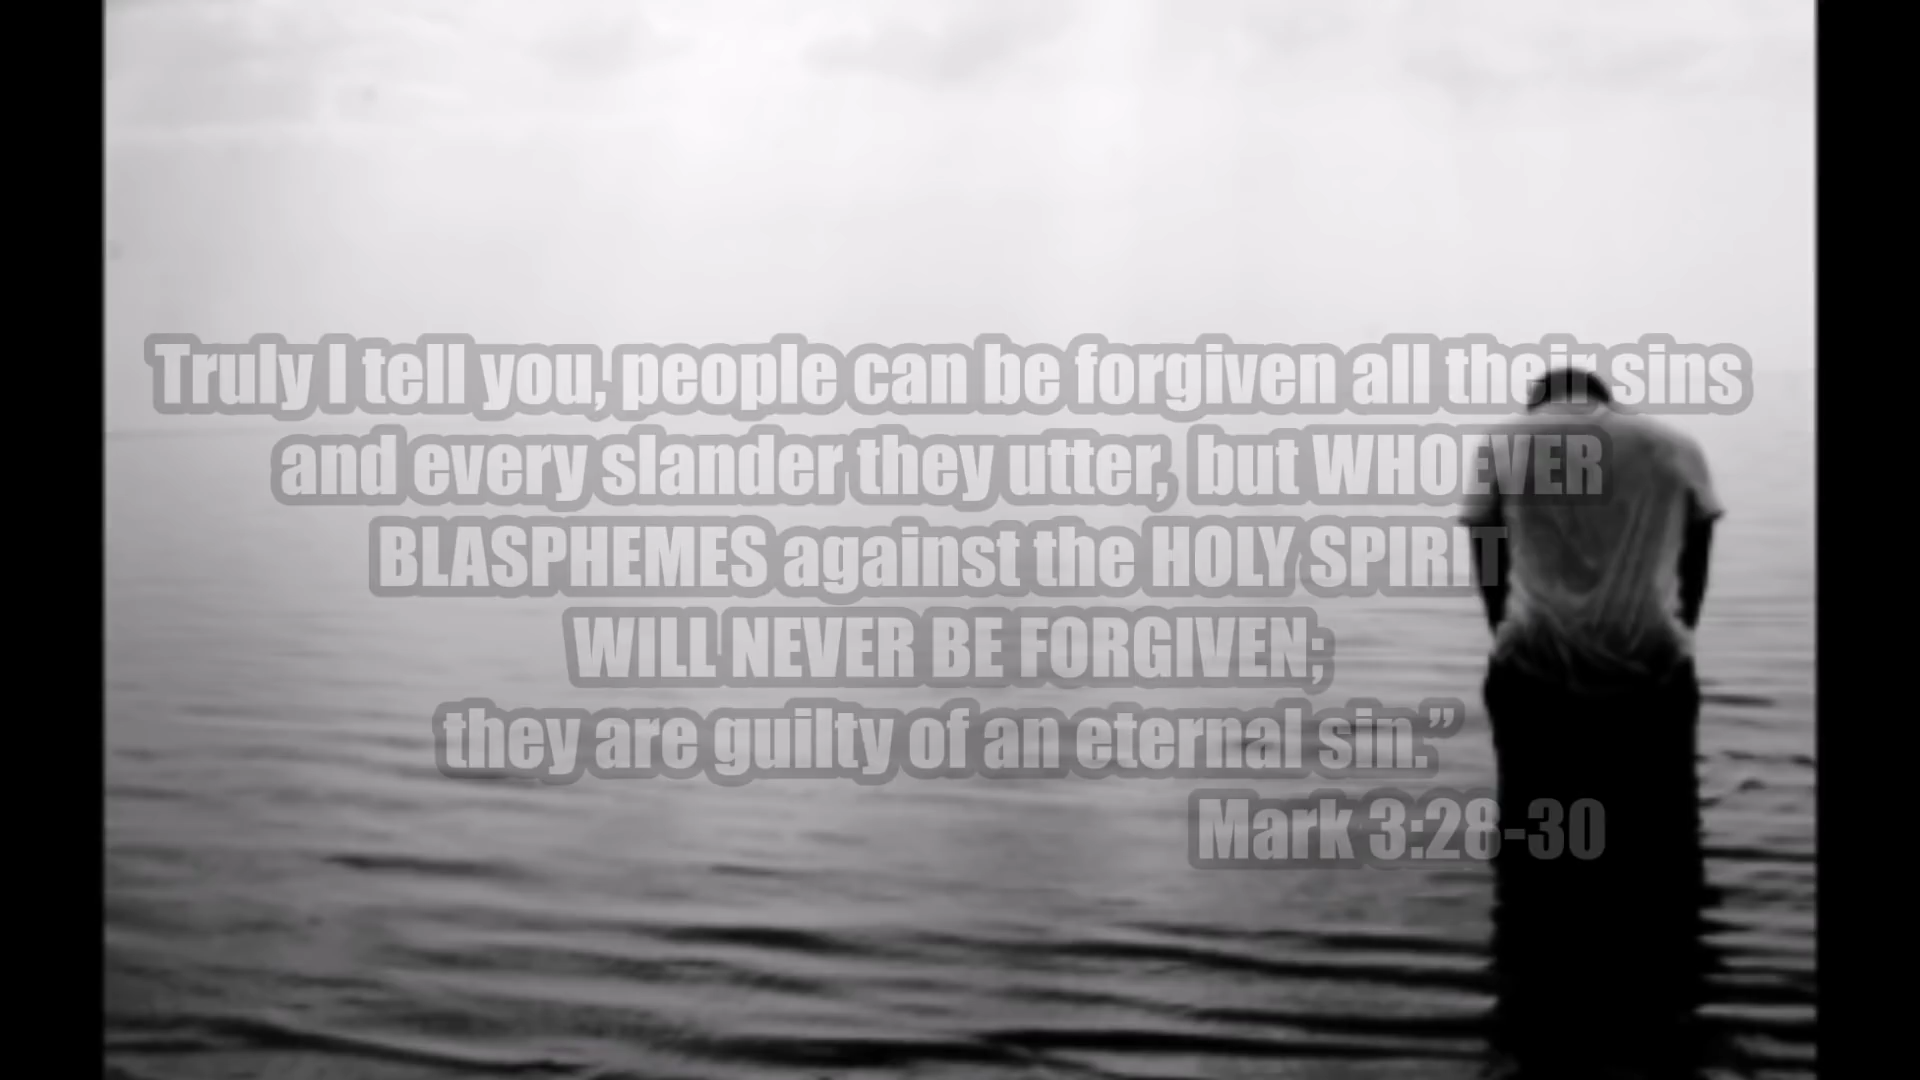 Truly I tell you, people can be forgiven all their sins
and every slander they utter, but WHOEVER
BLASPHEMES against the HOLY SPIRIT
WILL NEVER BE FORGIVEN;
they are guilty of an eternal sin.”
Mark 3:28-30